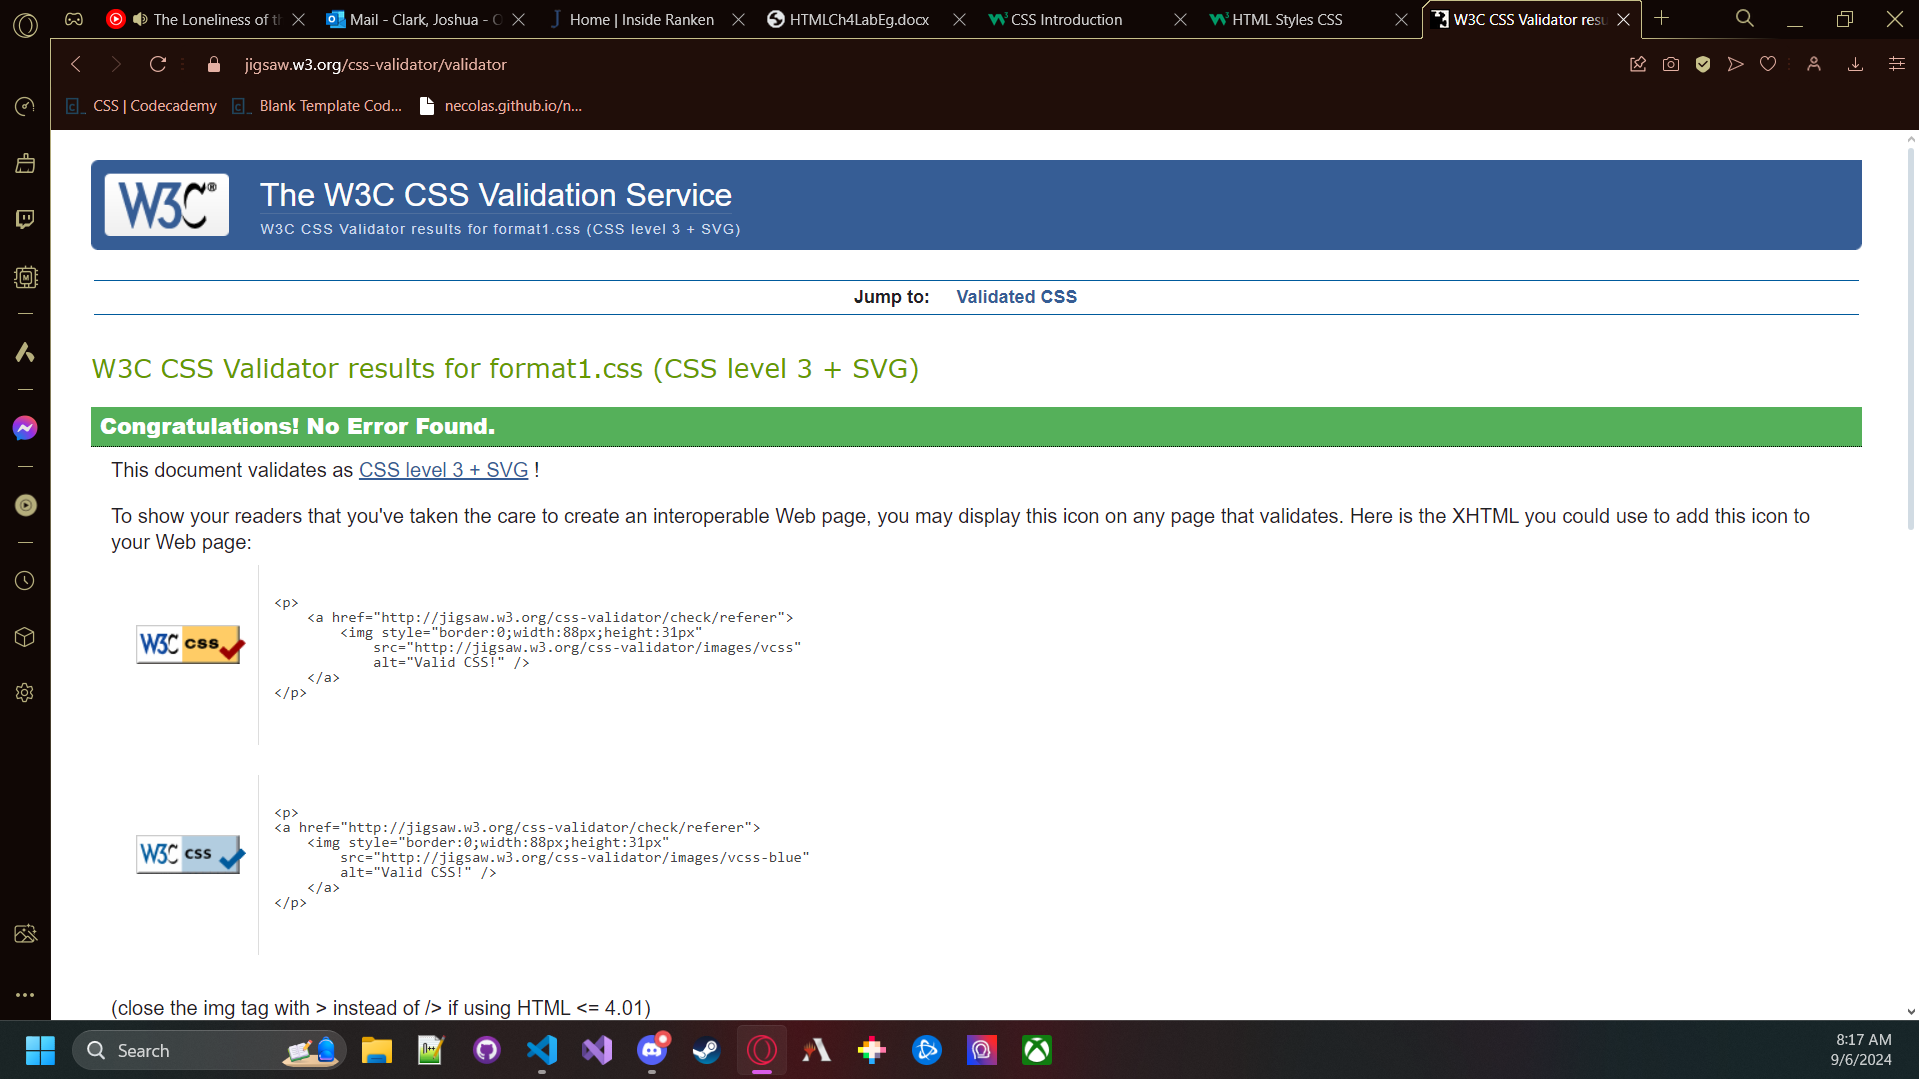 The Loneliness of t
Mail - Clark, Joshua - O
Home | Inside Ranken
HTMLCh4LabEg.docx
CSS Introduction
HTML Styles CSS
W3C CSS Validator resu
jigsaw.w3.org/css-validator/validator
CSS | Codecademy
Blank Template Cod...
necolas.github.io/n...
W3C®
The W3C CSS Validation Service
W3C CSS Validator results for format1.css (CSS level 3 + SVG)
Jump to: Validated CSS
W3C CSS Validator results for format1.css (CSS level 3 + SVG)
Congratulations! No Error Found.
This document validates as CSS level 3 + SVG !
To show your readers that you've taken the care to create an interoperable Web page, you may display this icon on any page that validates. Here is the XHTML you could use to add this icon to
your Web page:
W3C css
<p>
<a href="http://jigsaw.w3.org/css-validator/check/referer">
<img style="border:0;width:88px;height:31px"
src="http://jigsaw.w3.org/css-validator/images/vcss"
alt="Valid CSS!" />
</a>
</p>
W3C css
<p>
<a href="http://jigsaw.w3.org/css-validator/check/referer">
<img style="border:0;width:88px;height:31px"
src="http://jigsaw.w3.org/css-validator/images/vcss-blue"
alt="Valid CSS!" />
</a>
</p>
(close the img tag with > instead of /> if using HTML <= 4.01)
Search
8:17 AM
9/6/2024